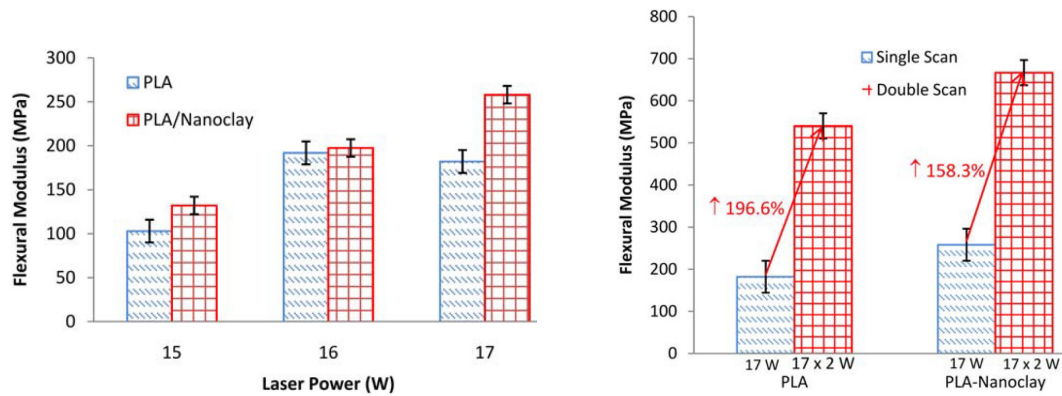 Flexural Modulus (MPa)
300
250
200
150
100
50
0
PLA
PLA/Nanoclay
15 16 17
Laser Power (W)
Flexural Modulus (MPa)
800
700
600
500
400
300
200
100
0
Single Scan
Double Scan
↑ 196.6%
↑ 158.3%
17 W 17 x 2 W 17 W 17 x 2 W
PLA PLA-Nanoclay